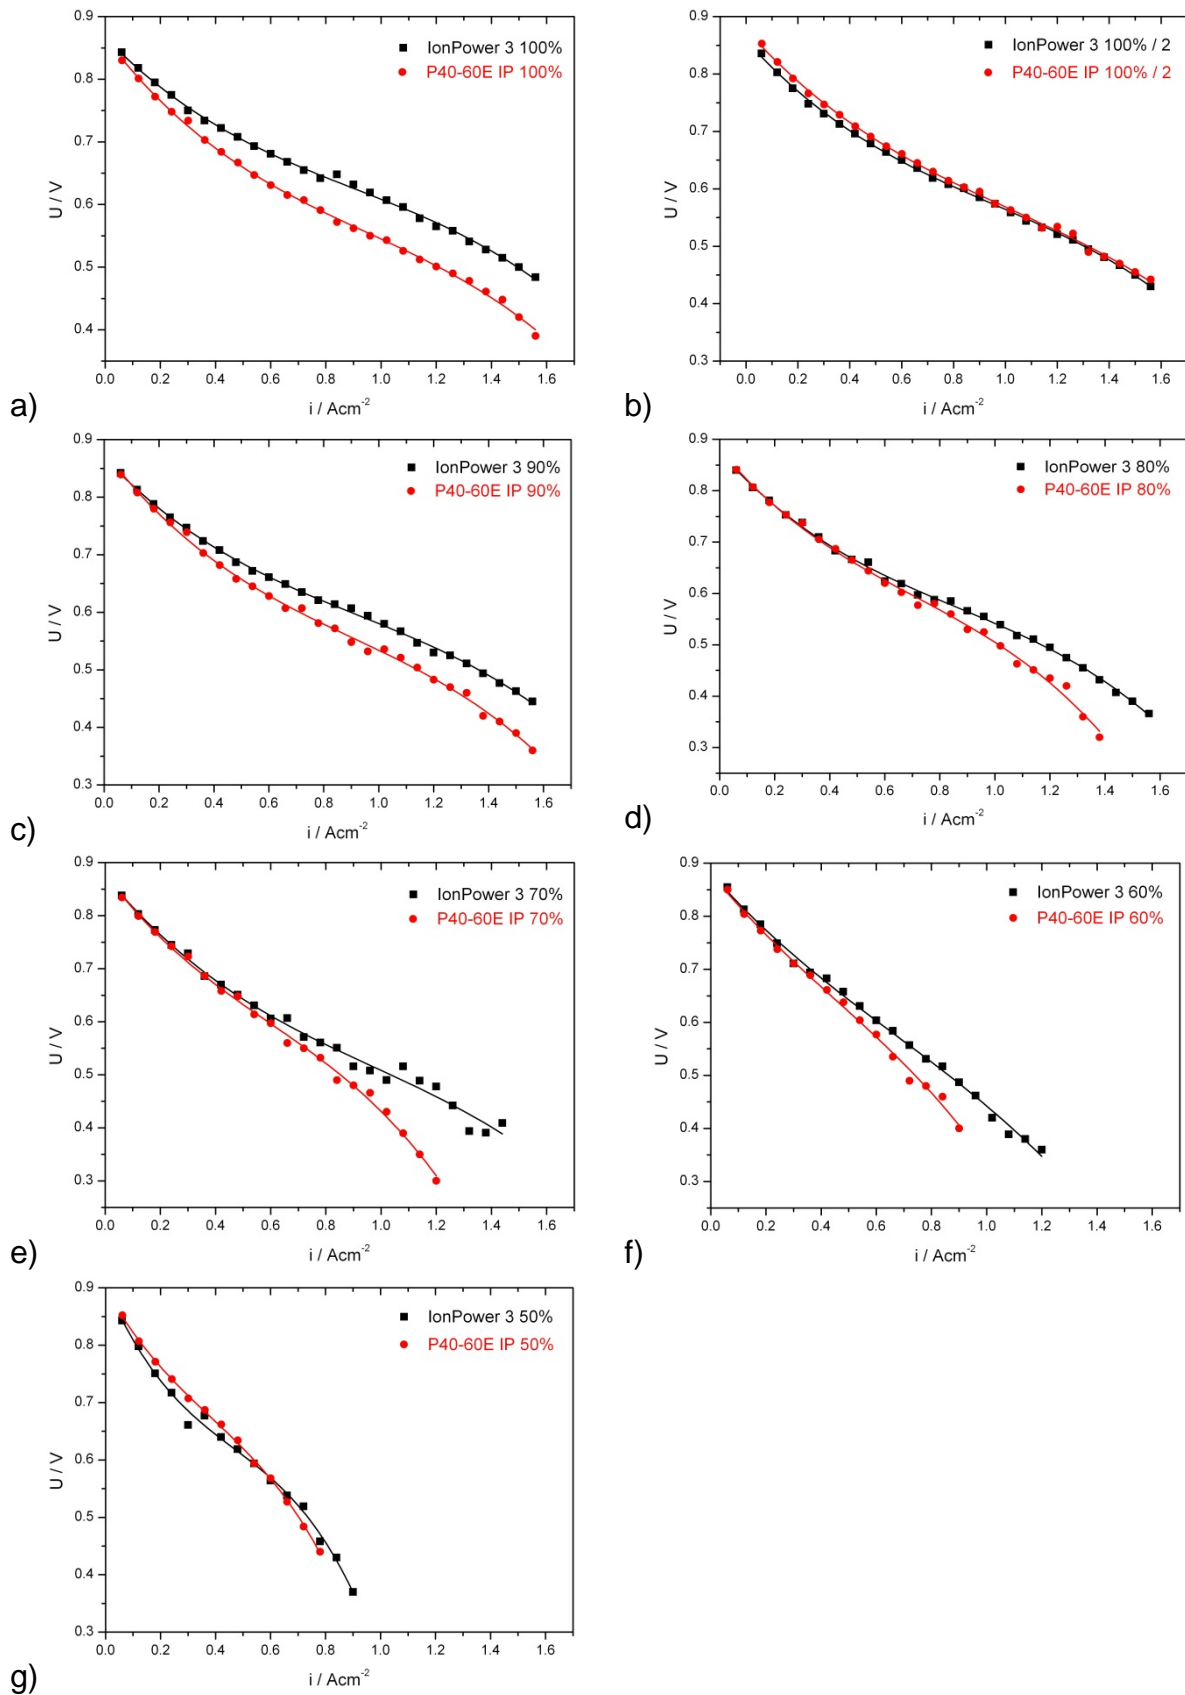 0.9
0.8
0.7
0.6
0.5
0.4
U / V
IonPower 3 100%
P40-60E IP 100%
0.0 0.2 0.4 0.6 0.8 1.0 1.2 1.4 1.6
i / Acm⁻²
a)
0.9
0.8
0.7
0.6
0.5
0.4
0.3
U / V
IonPower 3 100% / 2
P40-60E IP 100% / 2
0.0 0.2 0.4 0.6 0.8 1.0 1.2 1.4 1.6
i / Acm⁻²
b)
0.9
0.8
0.7
0.6
0.5
0.4
0.3
U / V
IonPower 3 90%
P40-60E IP 90%
0.0 0.2 0.4 0.6 0.8 1.0 1.2 1.4 1.6
i / Acm⁻²
c)
0.9
0.8
0.7
0.6
0.5
0.4
0.3
U / V
IonPower 3 80%
P40-60E IP 80%
0.0 0.2 0.4 0.6 0.8 1.0 1.2 1.4 1.6
i / Acm⁻²
d)
0.9
0.8
0.7
0.6
0.5
0.4
0.3
U / V
IonPower 3 70%
P40-60E IP 70%
0.0 0.2 0.4 0.6 0.8 1.0 1.2 1.4 1.6
i / Acm⁻²
e)
0.9
0.8
0.7
0.6
0.5
0.4
0.3
U / V
IonPower 3 60%
P40-60E IP 60%
0.0 0.2 0.4 0.6 0.8 1.0 1.2 1.4 1.6
i / Acm⁻²
f)
0.9
0.8
0.7
0.6
0.5
0.4
0.3
U / V
IonPower 3 50%
P40-60E IP 50%
0.0 0.2 0.4 0.6 0.8 1.0 1.2 1.4 1.6
i / Acm⁻²
g)